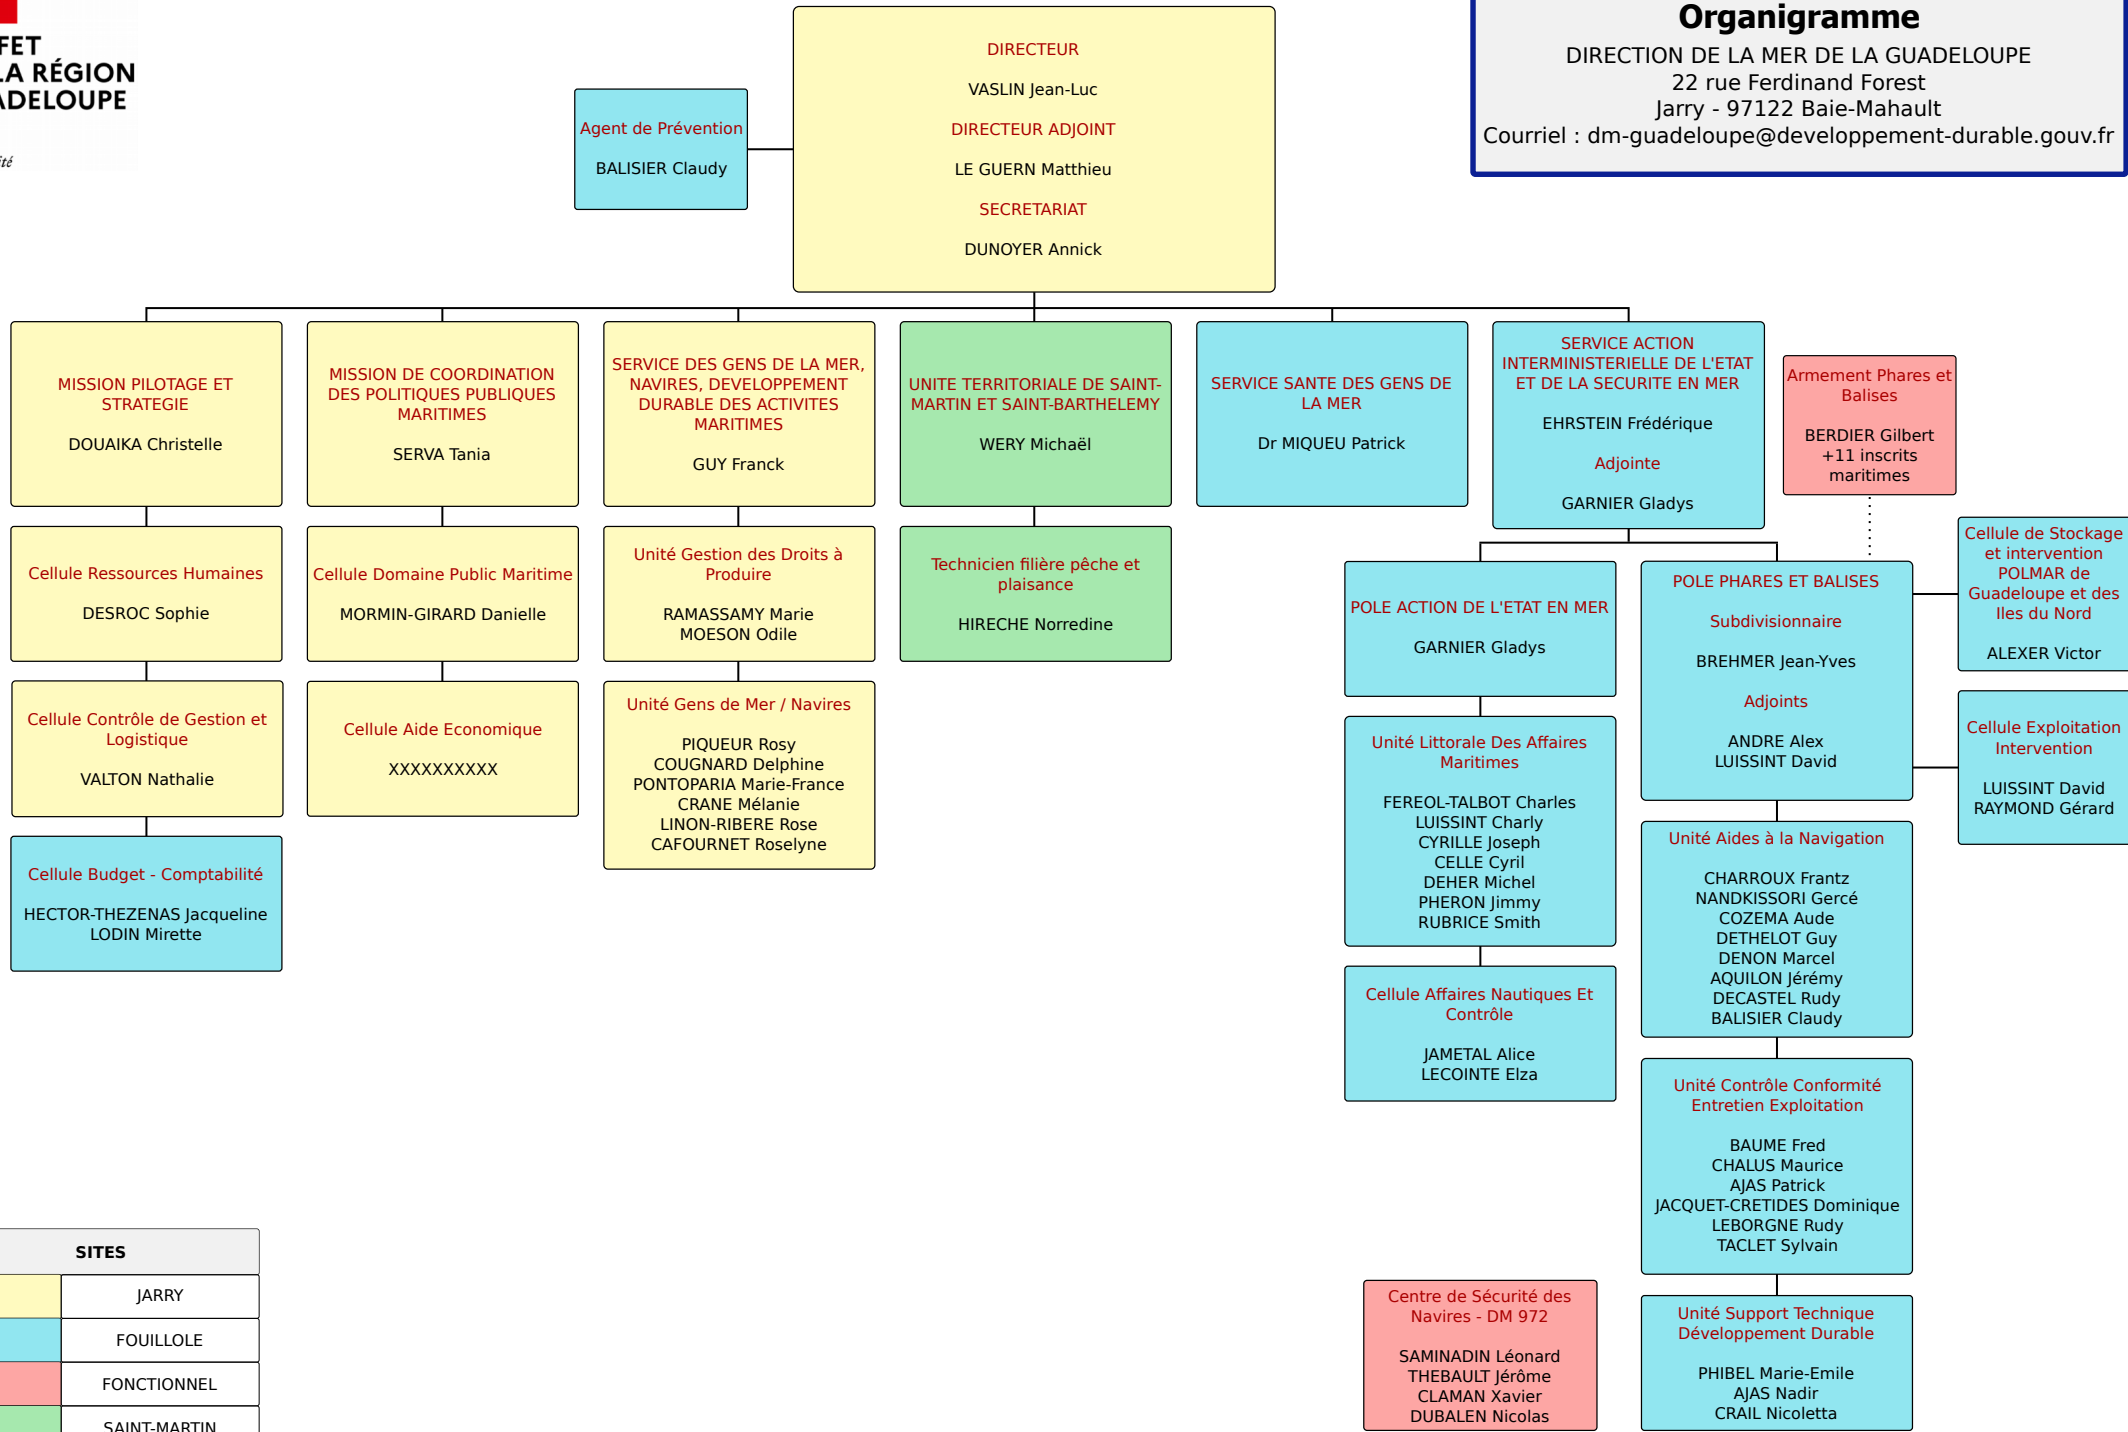 FET
LA RÉGION
ADELOUPE
ité
Organigramme
DIRECTION DE LA MER DE LA GUADELOUPE
22 rue Ferdinand Forest
Jarry - 97122 Baie-Mahault
Courriel : dm-guadeloupe@developpement-durable.gouv.fr
DIRECTEUR
VASLIN Jean-Luc
DIRECTEUR ADJOINT
LE GUERN Matthieu
SECRETARIAT
DUNOYER Annick
Agent de Prévention
BALISIER Claudy
MISSION PILOTAGE ET
STRATEGIE
DOUAIKA Christelle
Cellule Ressources Humaines
DESROC Sophie
Cellule Contrôle de Gestion et
Logistique
VALTON Nathalie
Cellule Budget - Comptabilité
HECTOR-THEZENAS Jacqueline
LODIN Mirette
MISSION DE COORDINATION
DES POLITIQUES PUBLIQUES
MARITIMES
SERVA Tania
Cellule Domaine Public Maritime
MORMIN-GIRARD Danielle
Cellule Aide Economique
XXXXXXXXXX
SERVICE DES GENS DE LA MER,
NAVIRES, DEVELOPPEMENT
DURABLE DES ACTIVITES
MARITIMES
GUY Franck
Unité Gestion des Droits à
Produire
RAMASSAMY Marie
MOESON Odile
Unité Gens de Mer / Navires
PIQUEUR Rosy
COUGNARD Delphine
PONTOPARIA Marie-France
CRANE Mélanie
LINON-RIBERE Rose
CAFOURNET Roselyne
UNITE TERRITORIALE DE SAINT-
MARTIN ET SAINT-BARTHELEMY
WERY Michaël
Technicien filière pêche et
plaisance
HIRECHE Norredine
SERVICE SANTE DES GENS DE
LA MER
Dr MIQUEU Patrick
SERVICE ACTION
INTERMINISTERIELLE DE L'ETAT
ET DE LA SECURITE EN MER
EHRSTEIN Frédérique
Adjointe
GARNIER Gladys
POLE ACTION DE L'ETAT EN MER
GARNIER Gladys
Unité Littorale Des Affaires
Maritimes
FEREOL-TALBOT Charles
LUISSINT Charly
CYRILLE Joseph
CELLE Cyril
DEHER Michel
PHERON Jimmy
RUBRICE Smith
Cellule Affaires Nautiques Et
Contrôle
JAMETAL Alice
LECOINTE Elza
Armement Phares et
Balises
BERDIER Gilbert
+11 inscrits
maritimes
POLE PHARES ET BALISES
Subdivisionnaire
BREHMER Jean-Yves
Adjoints
ANDRE Alex
LUISSINT David
Cellule de Stockage
et intervention
POLMAR de
Guadeloupe et des
Iles du Nord
ALEXER Victor
Cellule Exploitation
Intervention
LUISSINT David
RAYMOND Gérard
Unité Aides à la Navigation
CHARROUX Frantz
NANDKISSORI Gercé
COZEMA Aude
DETHELOT Guy
DENON Marcel
AQUILON Jérémy
DECASTEL Rudy
BALISIER Claudy
Unité Contrôle Conformité
Entretien Exploitation
BAUME Fred
CHALUS Maurice
AJAS Patrick
JACQUET-CRETIDES Dominique
LEBORGNE Rudy
TACLET Sylvain
Unité Support Technique
Développement Durable
PHIBEL Marie-Emile
AJAS Nadir
CRAIL Nicoletta
Centre de Sécurité des
Navires - DM 972
SAMINADIN Léonard
THEBAULT Jérôme
CLAMAN Xavier
DUBALEN Nicolas
SITES
JARRY
FOUILLOLE
FONCTIONNEL
SAINT-MARTIN